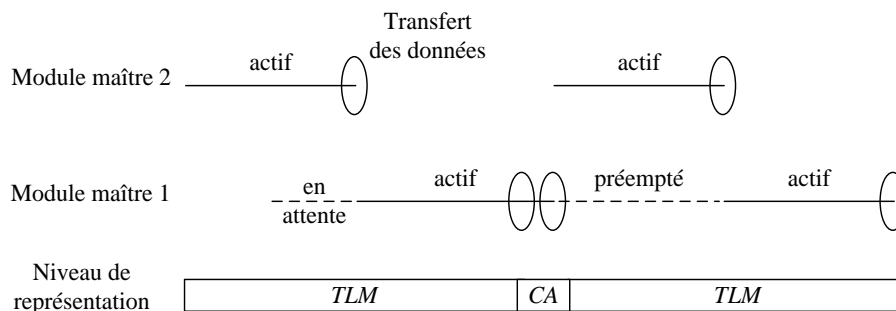 Transfert
des données
Module maître 2
actif
actif
Module maître 1
en
attente
actif
préempté
actif
Niveau de
représentation
TLM
CA
TLM